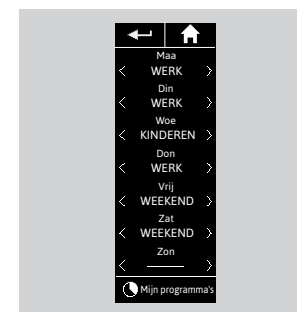 Maa
WERK
Din
WERK
Woe
KINDEREN
Don
WERK
Vrij
WEEKEND
Zat
WEEKEND
Zon
Mijn programma's